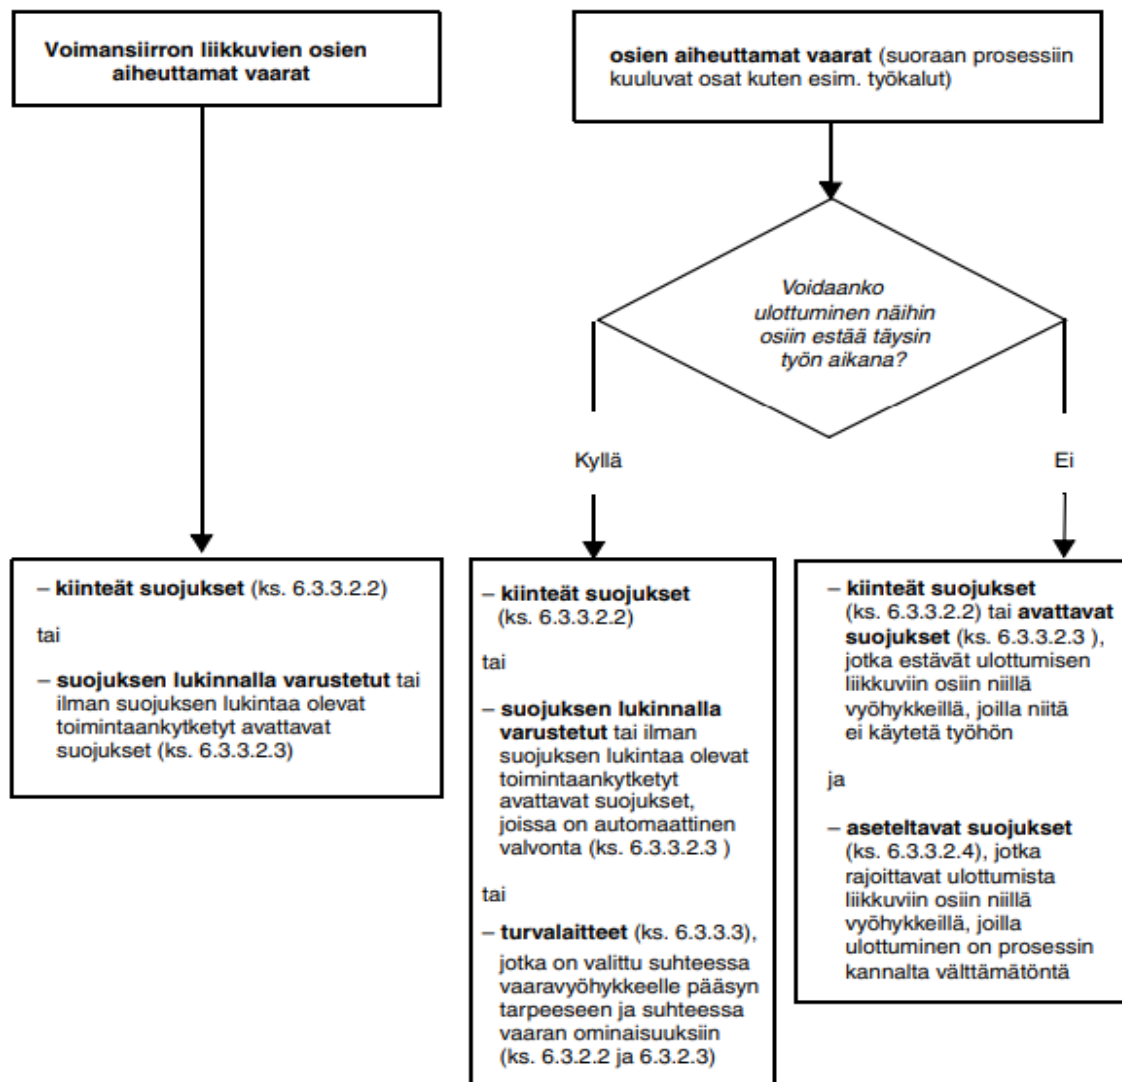 Voimansiirron liikkuvien osien
aiheuttamat vaarat
osien aiheuttamat vaarat (suoraan prosessiin
kuuluvat osat kuten esim. työkalut)
Voidaanko
ulottuminen näihin
osiin estää täysin
työn aikana?
Kyllä
Ei
– kiinteät suojukset (ks. 6.3.3.2.2)
tai
– suojuksen lukinnalla varustetut tai
ilman suojuksen lukintaa olevat
toimintaankytketyt avattavat
suojukset (ks. 6.3.3.2.3)
– kiinteät suojukset
(ks. 6.3.3.2.2)
tai
– suojuksen lukinnalla
varustetut tai ilman
suojuksen lukintaa olevat
toimintaankytketyt
avattavat suojukset,
joissa on automaattinen
valvonta (ks. 6.3.3.2.3 )
tai
– turvalaitteet (ks. 6.3.3.3),
jotka on valittu suhteessa
vaaravyöhykkeelle pääsyn
tarpeeseen ja suhteessa
vaaran ominaisuuksiin
(ks. 6.3.2.2 ja 6.3.2.3)
– kiinteät suojukset
(ks. 6.3.3.2.2) tai avattavat
suojukset (ks. 6.3.3.2.3 ),
jotka estävät ulottumisen
liikkuviin osiin niillä
vyöhykkeillä, joilla niitä
ei käytetä työhön
ja
– aseteltavat suojukset
(ks. 6.3.3.2.4), jotka
rajoittavat ulottumista
liikkuviin osiin niillä
vyöhykkeillä, joilla
ulottuminen on prosessin
kannalta välttämätöntä